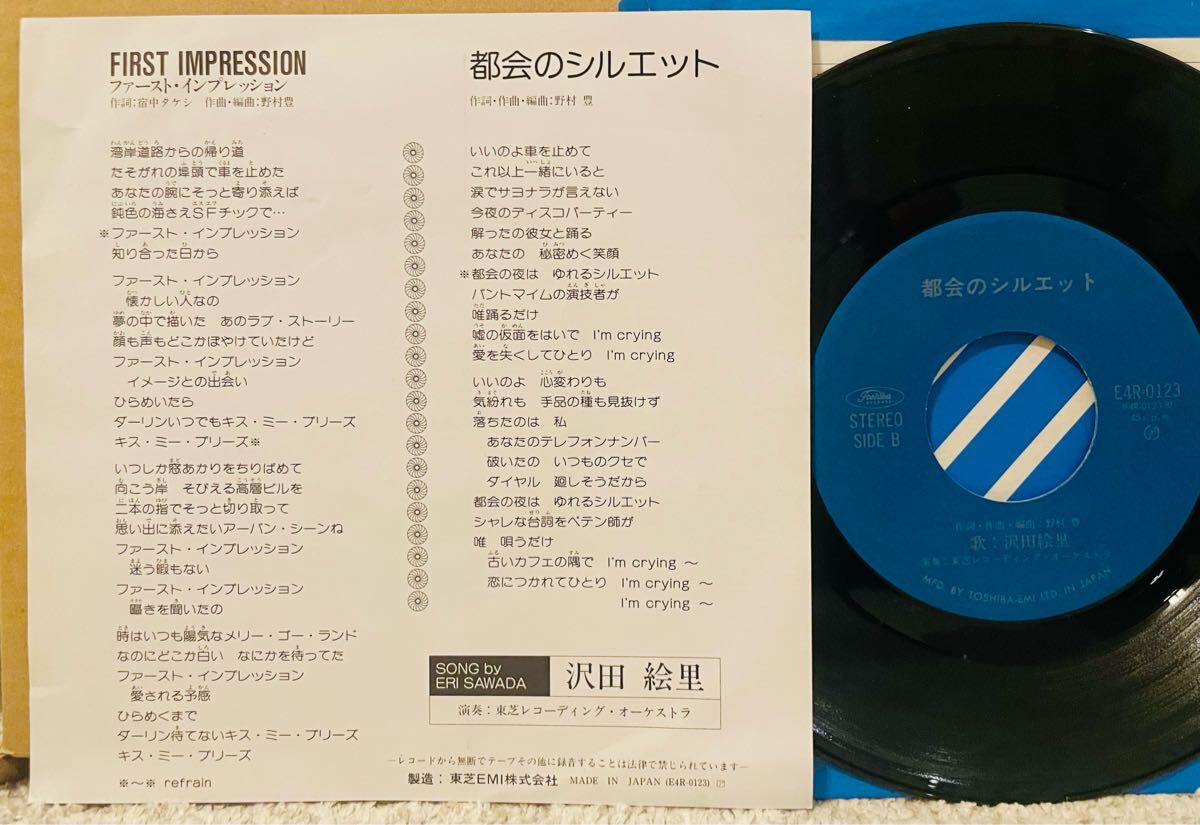 FIRST IMPRESSION
ファースト・インプレッション
作詞:宿中タケシ 作曲・編曲:野村豊
湾岸道路からの帰り道
たそがれの埠頭で車を止めた
あなたの腕にそっと寄り添えば
鈍色の海さえSFチックで…
※ファースト・インプレッション
知り合った日から
ファースト・インプレッション
懐かしい人なの
夢の中で描いた あのラブ・ストーリー
顔も声もどこかぼやけていたけど
ファースト・インプレッション
イメージとの出会い
ひらめいたら
ダーリンいつでもキス・ミー・プリーズ
キス・ミー・プリーズ※
いつしか窓あかりをちりばめて
向こう岸 そびえる高層ビルを
二本の指でそっと切り取って
思い出に添えたいアーバン・シーンね
ファースト・インプレッション
迷う暇もない
ファースト・インプレッション
囁きを聞いたの
時はいつも陽気なメリー・ゴー・ランド
なのにどこか白い なにかを待ってた
ファースト・インプレッション
愛される予感
ひらめくまで
ダーリン待てないキス・ミー・プリーズ
キス・ミー・プリーズ
※〜※ refrain
都会のシルエット
作詞・作曲・編曲:野村 豊
いいのよ車を止めて
これ以上一緒にいると
涙でサヨナラが言えない
今夜のディスコパーティー
解ったの彼女と踊る
あなたの 秘密めく笑顔
※都会の夜は ゆれるシルエット
パントマイムの演技者が
唯踊るだけ
嘘の仮面をはいで I'm crying
愛を失くしてひとり I'm crying
いいのよ 心変わりも
気紛れも 手品の種も見抜けず
落ちたのは 私
あなたのテレフォンナンバー
破いたの いつものクセで
ダイヤル 廻しそうだから
都会の夜は ゆれるシルエット
シャレな台詞をペテン師が
唯 唄うだけ
古いカフェの隅で I'm crying 〜
恋につかれてひとり I'm crying 〜
I'm crying 〜
SONG by
ERI SAWADA
沢田 絵里
演奏:東芝レコーディング・オーケストラ
―レコードから無断でテープその他に録音することは法律で禁じられています―
製造:東芝EMI株式会社 MADE IN JAPAN (E4R-0123)
都会のシルエット
Toshiba
STEREO
SIDE B
E4R-0123
作詞・作曲・編曲:野村 豊
歌:沢田絵里
演奏:東芝レコーディング・オーケストラ
MFD. BY TOSHIBA-EMI LTD. IN JAPAN